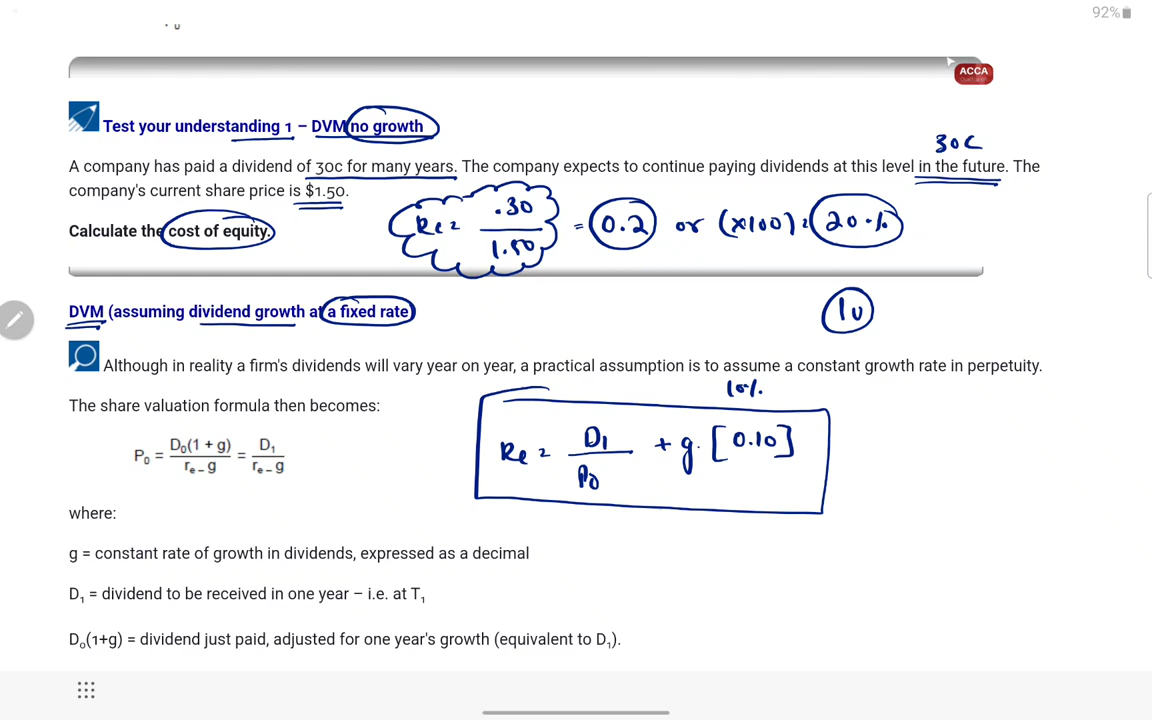 92%
ACCA
Test your understanding 1 – DVM no growth
30c
A company has paid a dividend of 30c for many years. The company expects to continue paying dividends at this level in the future. The
company's current share price is $1.50.
Re = .30 / 1.50 = 0.2 or (×100) = 20%
Calculate the cost of equity.
DVM (assuming dividend growth at a fixed rate)
Although in reality a firm's dividends will vary year on year, a practical assumption is to assume a constant growth rate in perpetuity.
10%
The share valuation formula then becomes:
Re = D₁ / P₀ + g. [0.10]
P₀ = D₀(1 + g) / rₑ – g = D₁ / rₑ – g
where:
g = constant rate of growth in dividends, expressed as a decimal
D₁ = dividend to be received in one year – i.e. at T₁
D₀(1+g) = dividend just paid, adjusted for one year's growth (equivalent to D₁).